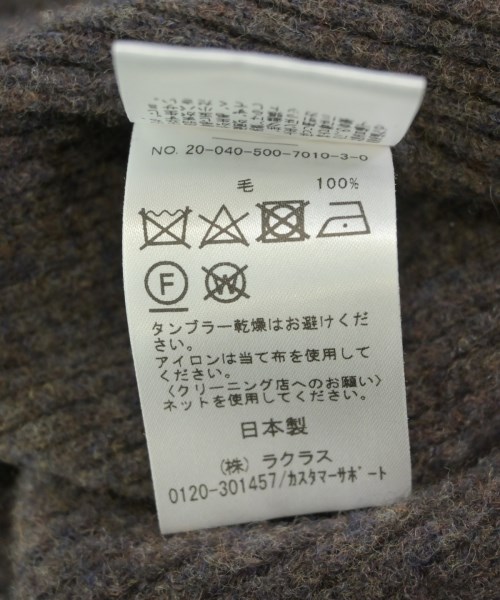 NO. 20-040-500-7010-3-0
毛 100%
F
W
タンブラー乾燥はお避けくだ
さい。
アイロンは当て布を使用して
ください。
〈クリーニング店へのお願い〉
ネットを使用してください。
日本製
(株) ラクラス
0120-301457/カスタマーサポート